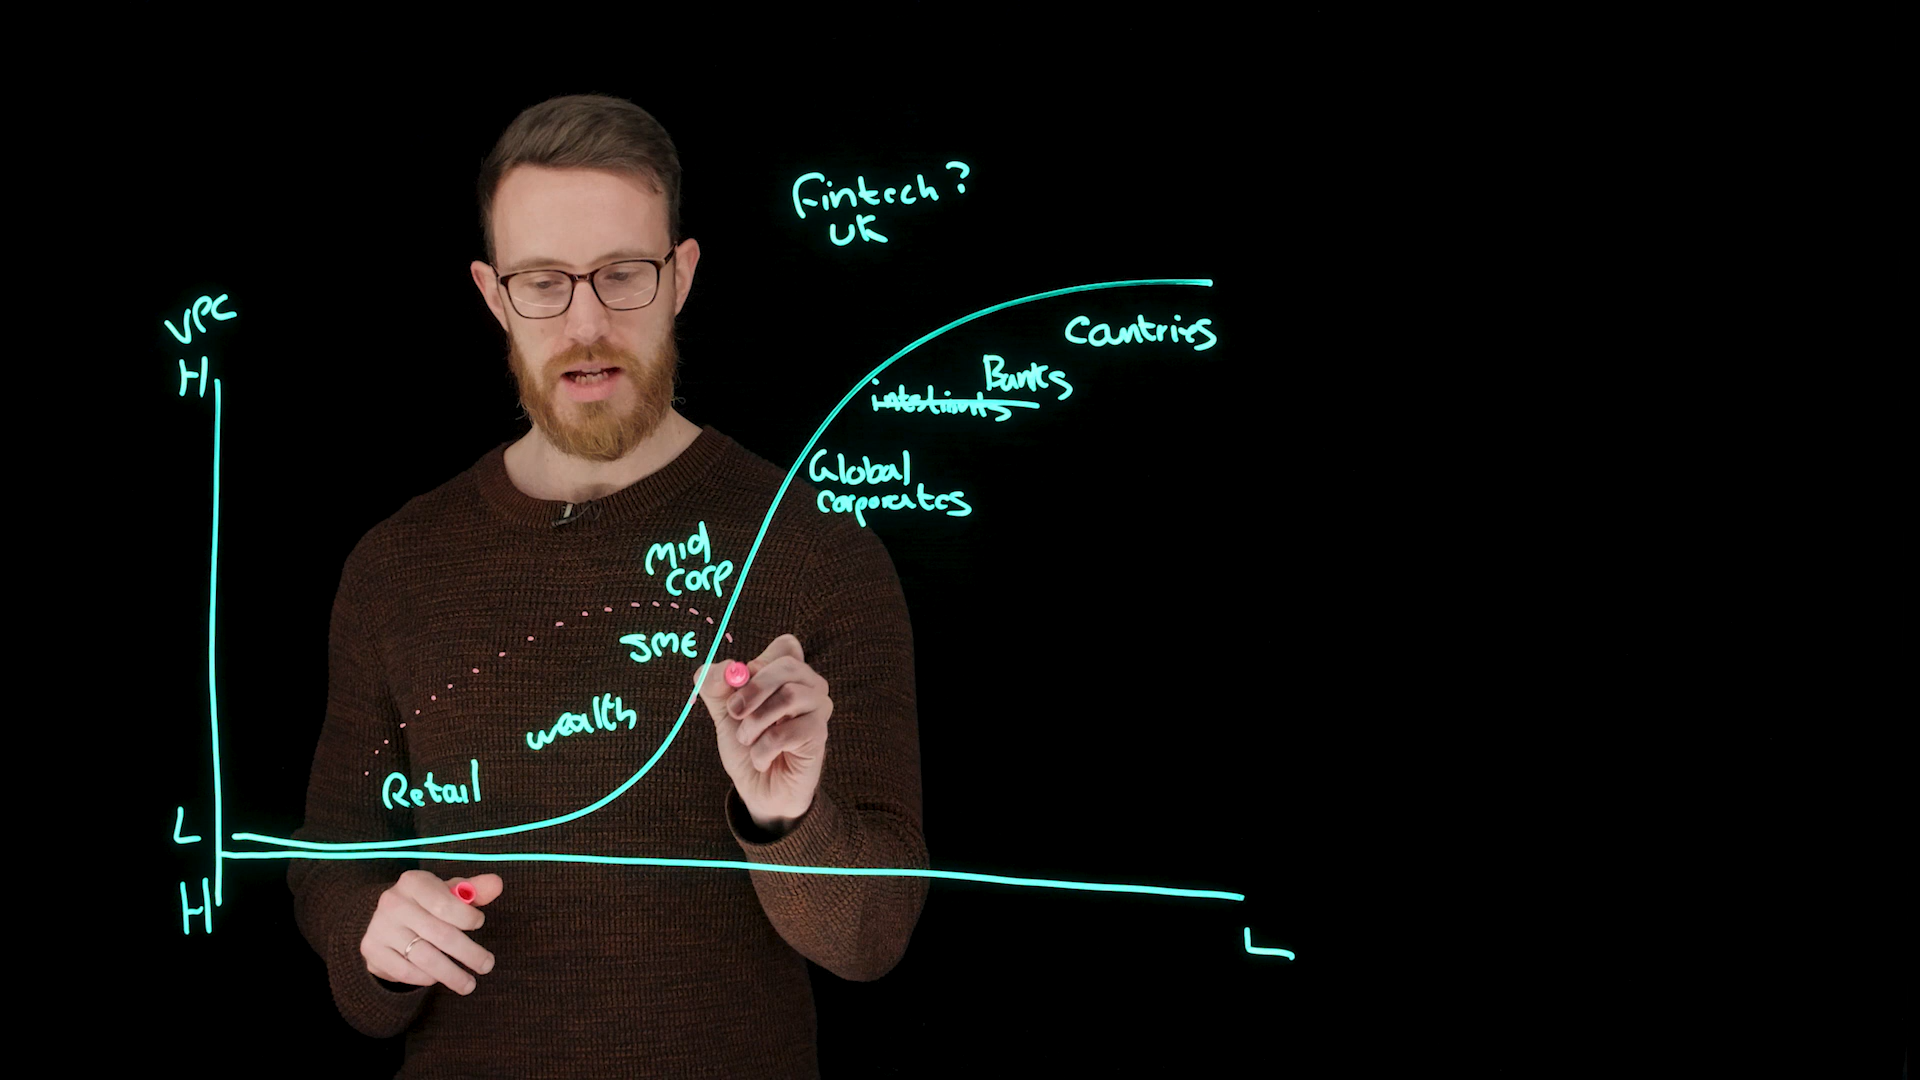 Fintech?
UK
VPC
H
Countries
Banks
Global
corporates
Mid
corp
SME
wealth
Retail
L
H
L